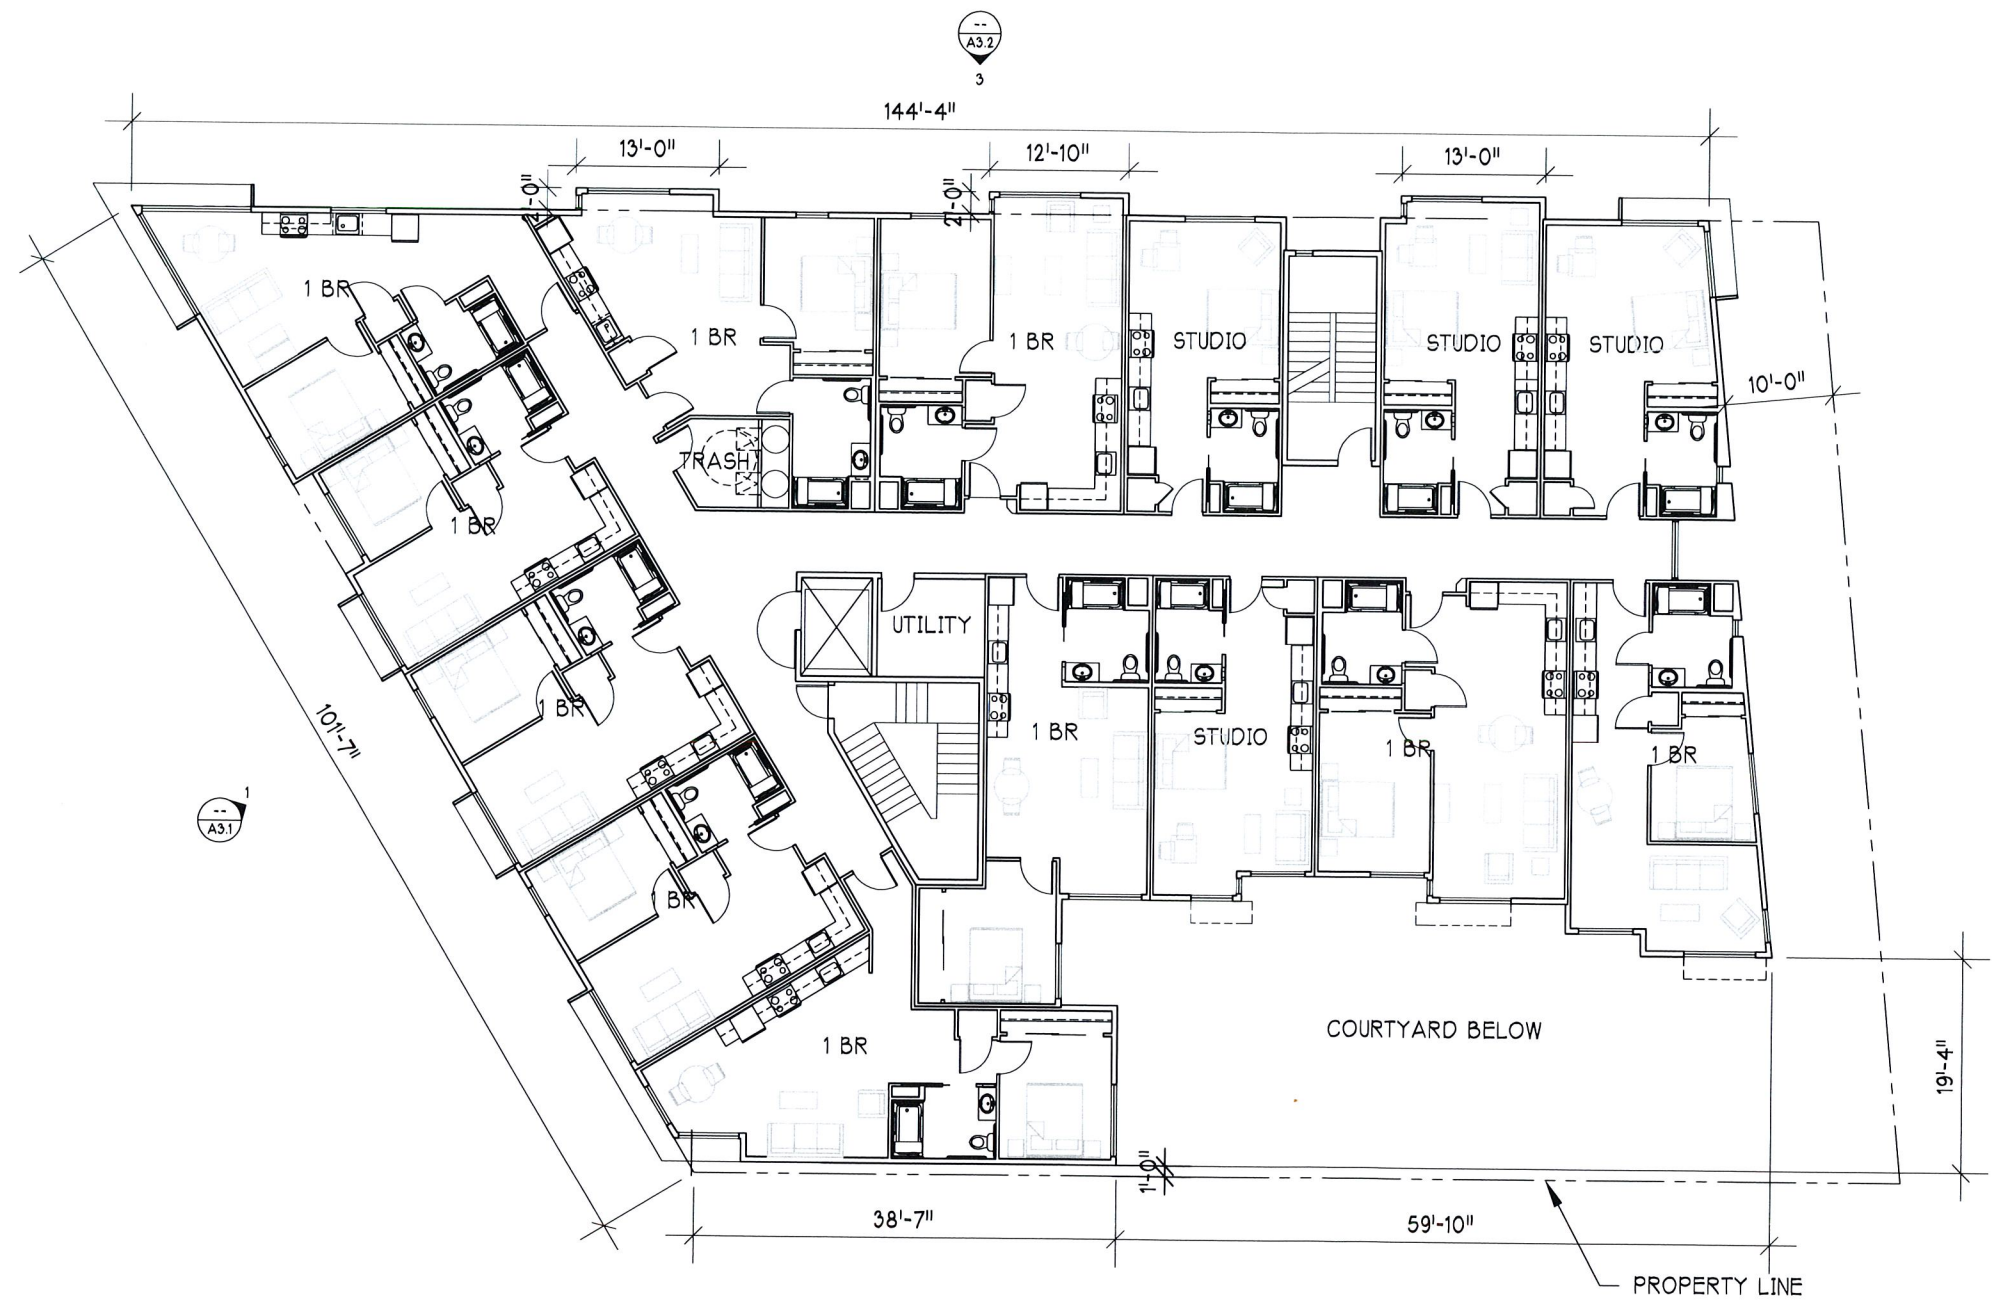 --
A3.2
3
144'-4"
13'-0"
12'-10"
13'-0"
2'-0"
2'-0"
1 BR
1 BR
1 BR
STUDIO
STUDIO
STUDIO
10'-0"
TRASH
1 BR
UTILITY
1 BR
1 BR
STUDIO
1 BR
1 BR
101'-7"
1
--
A3.1
1 BR
1 BR
COURTYARD BELOW
19'-4"
1'-0"
38'-7"
59'-10"
PROPERTY LINE